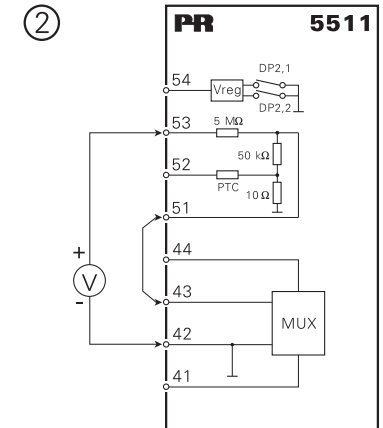 2
PR 5511
54
Vreg
DP2,1
DP2,2
53
5 MΩ
50 kΩ
52
PTC
10 Ω
51
44
+
V
-
43
MUX
42
41